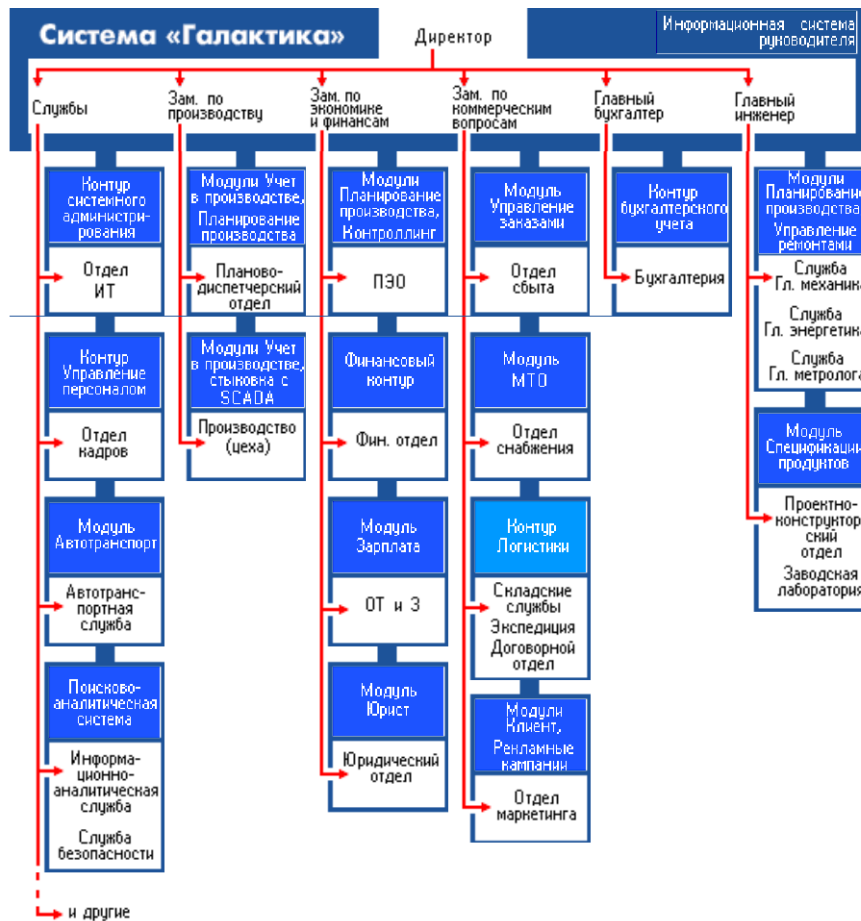 Система «Галактика»
Директор
Информационная система
руководителя
Службы
Зам. по
производству
Зам. по
экономике
и финансам
Зам. по
коммерческим
вопросам
Главный
бухгалтер
Главный
инженер
Контур
системного
администри-
рования
Отдел
ИТ
Контур
Управление
персоналом
Отдел
кадров
Модуль
Автотранспорт
Автотранс-
портная
служба
Поисково-
аналитическая
система
Информа-
ционно-
аналитическая
служба
Служба
безопасности
и другие
Модули Учет
в производстве,
Планирование
производства
Планово-
диспетчерский
отдел
Модули Учет
в производстве,
стыковка с
SCADA
Производство
(цеха)
Модули
Планирование
производства,
Контроллинг
ПЭО
Финансовый
контур
Фин. отдел
Модуль
Зарплата
ОТ и З
Модуль
Юрист
Юридический
отдел
Модуль
Управление
заказами
Отдел
сбыта
Модуль
МТО
Отдел
снабжения
Контур
Логистики
Складские
службы
Экспедиция
Договорной
отдел
Модули
Клиент,
Рекламные
кампании
Отдел
маркетинга
Контур
бухгалтерского
учета
Бухгалтерия
Модули
Планирование
производства
Управление
ремонтами
Служба
Гл. механика
Служба
Гл. энергетика
Служба
Гл. метролога
Модуль
Спецификации
продуктов
Проектно-
конструктор
ский
отдел
Заводская
лаборатория